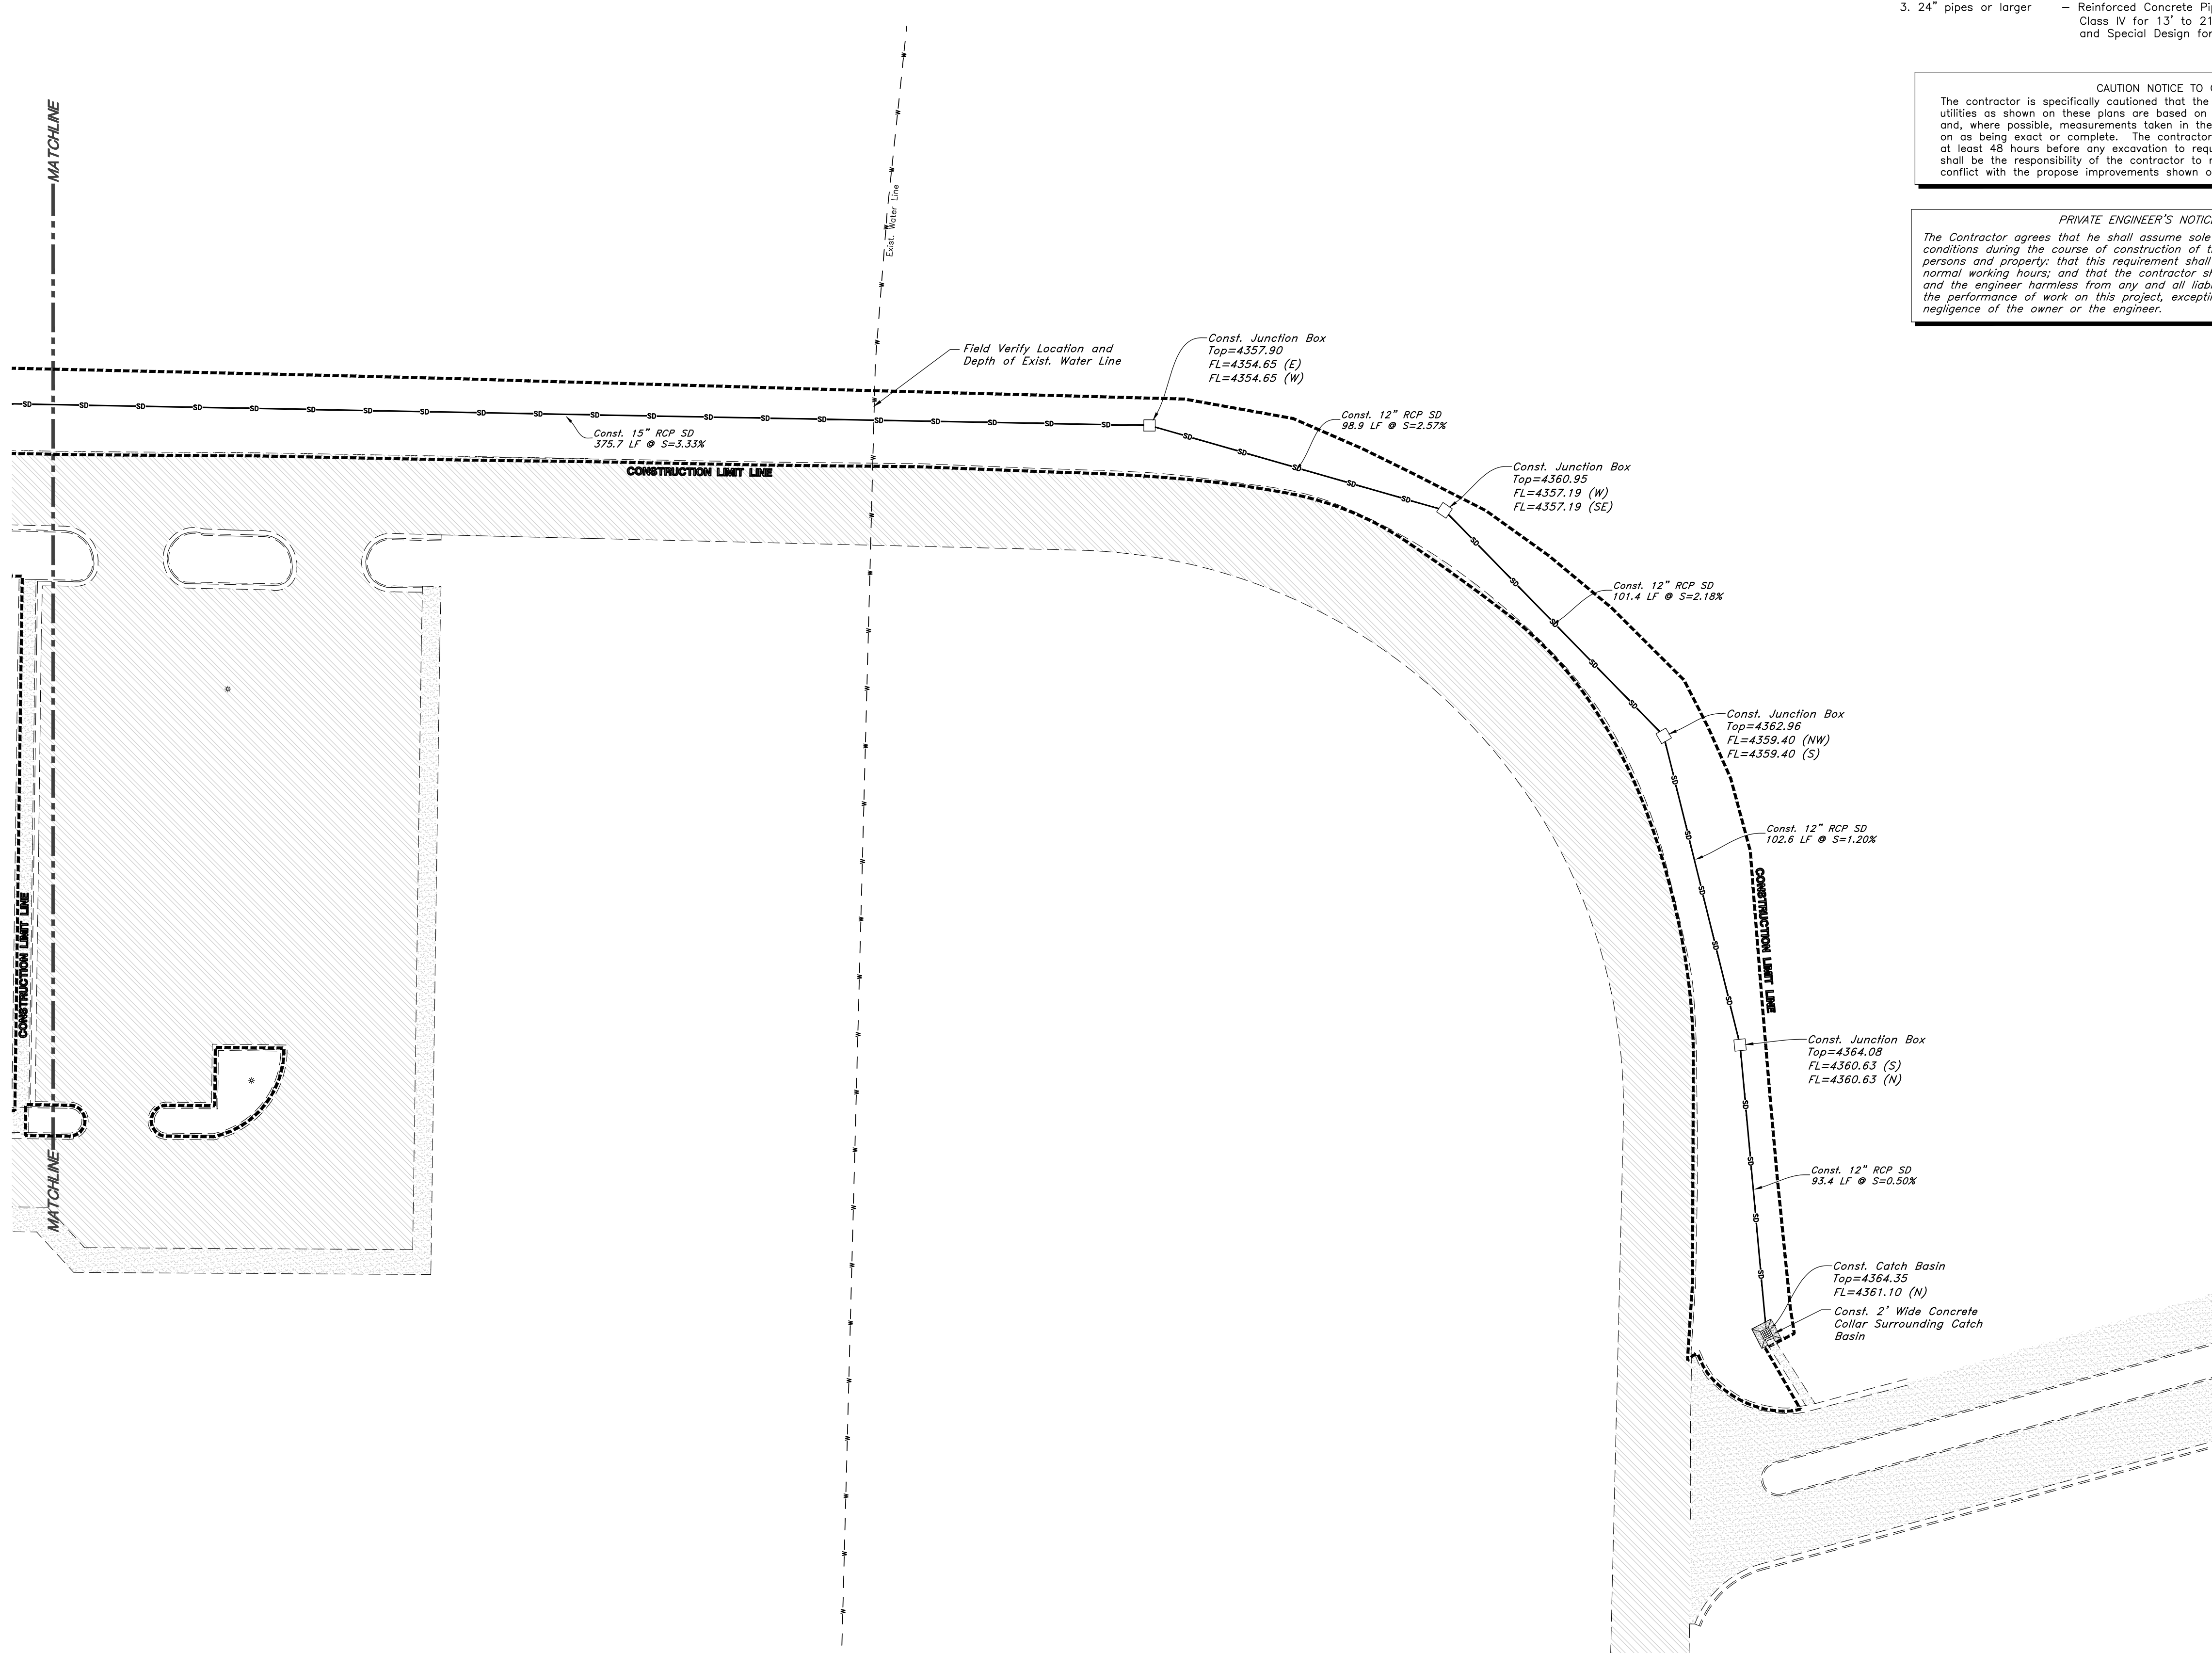 3. 24" pipes or larger — Reinforced Concrete
Class IV for 13' to 21
and Special Design for
CAUTION NOTICE TO
The contractor is specifically cautioned that the
utilities as shown on these plans are based on
and, where possible, measurements taken in the
on as being exact or complete. The contractor
at least 48 hours before any excavation to
shall be the responsibility of the contractor to
conflict with the propose improvements shown
PRIVATE ENGINEER'S
The Contractor agrees that he shall assume sole
conditions during the course of construction of
persons and property: that this requirement shall
normal working hours; and that the contractor
and the engineer harmless from any and all
the performance of work on this project,
negligence of the owner or the engineer.
MATCHLINE
Exist. Water Line
Field Verify Location and
Depth of Exist. Water Line
Const. Junction Box
Top=4357.90
FL=4354.65 (E)
FL=4354.65 (W)
Const. 15" RCP SD
375.7 LF @ S=3.33%
Const. 12" RCP SD
98.9 LF @ S=2.57%
CONSTRUCTION LIMIT LINE
Const. Junction Box
Top=4360.95
FL=4357.19 (W)
FL=4357.19 (SE)
Const. 12" RCP SD
101.4 LF @ S=2.18%
Const. Junction Box
Top=4362.96
FL=4359.40 (NW)
FL=4359.40 (S)
Const. 12" RCP SD
102.6 LF @ S=1.20%
CONSTRUCTION LIMIT LINE
CONSTRUCTION LIMIT LINE
Const. Junction Box
Top=4364.08
FL=4360.63 (S)
FL=4360.63 (N)
Const. 12" RCP SD
93.4 LF @ S=0.50%
MATCHLINE
Const. Catch Basin
Top=4364.35
FL=4361.10 (N)
Const. 2' Wide Concrete
Collar Surrounding Catch
Basin